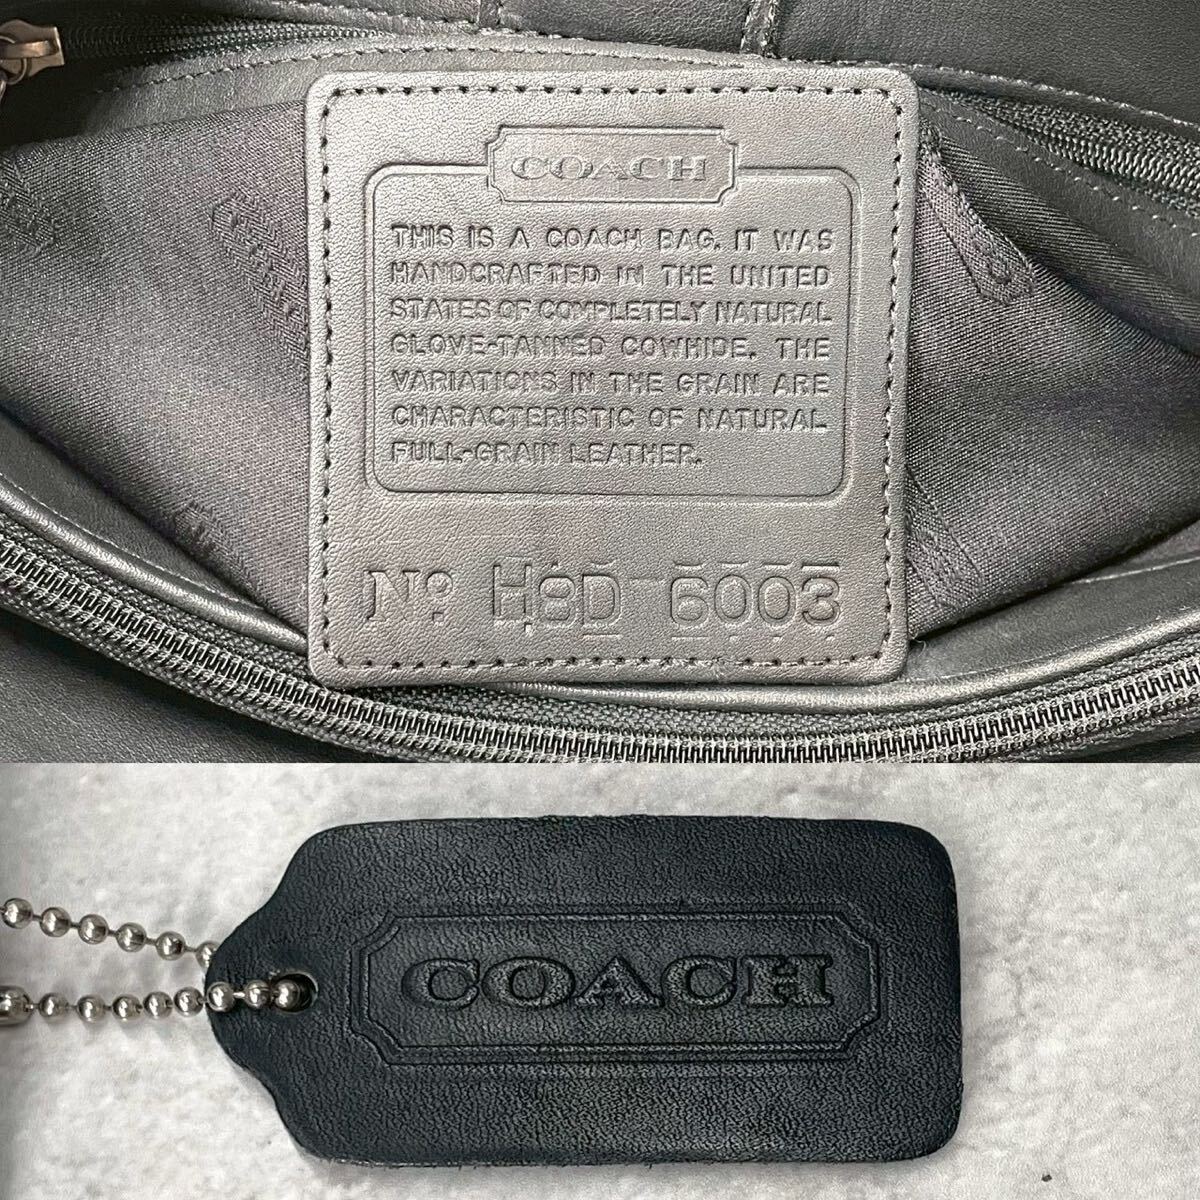 COACH
THIS IS A COACH BAG. IT WAS
HANDCRAFTED IN THE UNITED
STATES OF COMPLETELY NATURAL
GLOVE-TANNED COWHIDE. THE
VARIATIONS IN THE GRAIN ARE
CHARACTERISTIC OF NATURAL
FULL-GRAIN LEATHER.
No. H8D-6003
COACH